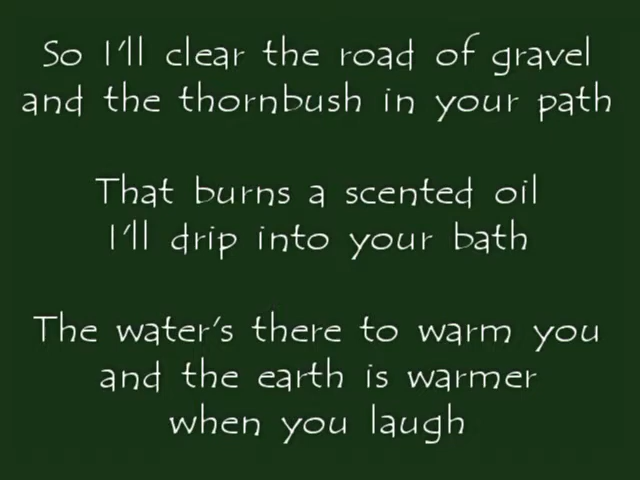 So I'll clear the road of gravel
and the thornbush in your path
That burns a scented oil
I'll drip into your bath
The water's there to warm you
and the earth is warmer
when you laugh